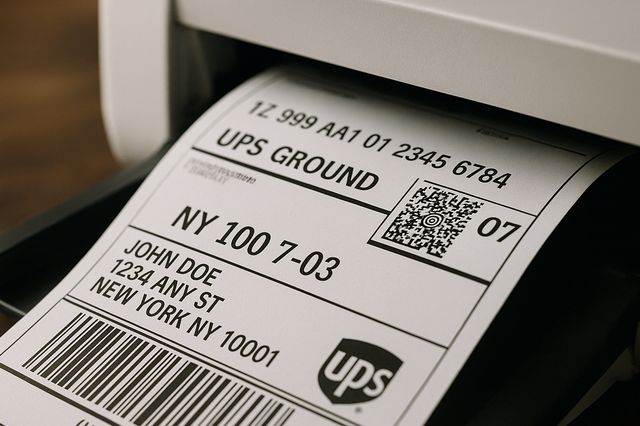 1Z 999 AA1 01 2345 6784
UPS GROUND
07
NY 100 7-03
JOHN DOE
1234 ANY ST
NEW YORK NY 10001
ups